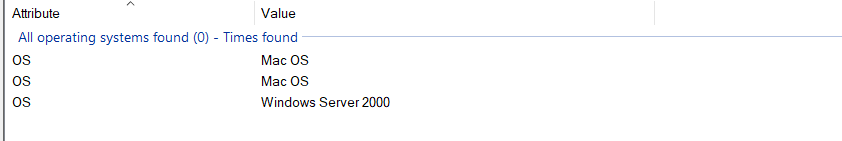 Attribute Value
All operating systems found (0) - Times found
OS Mac OS
OS Mac OS
OS Windows Server 2000